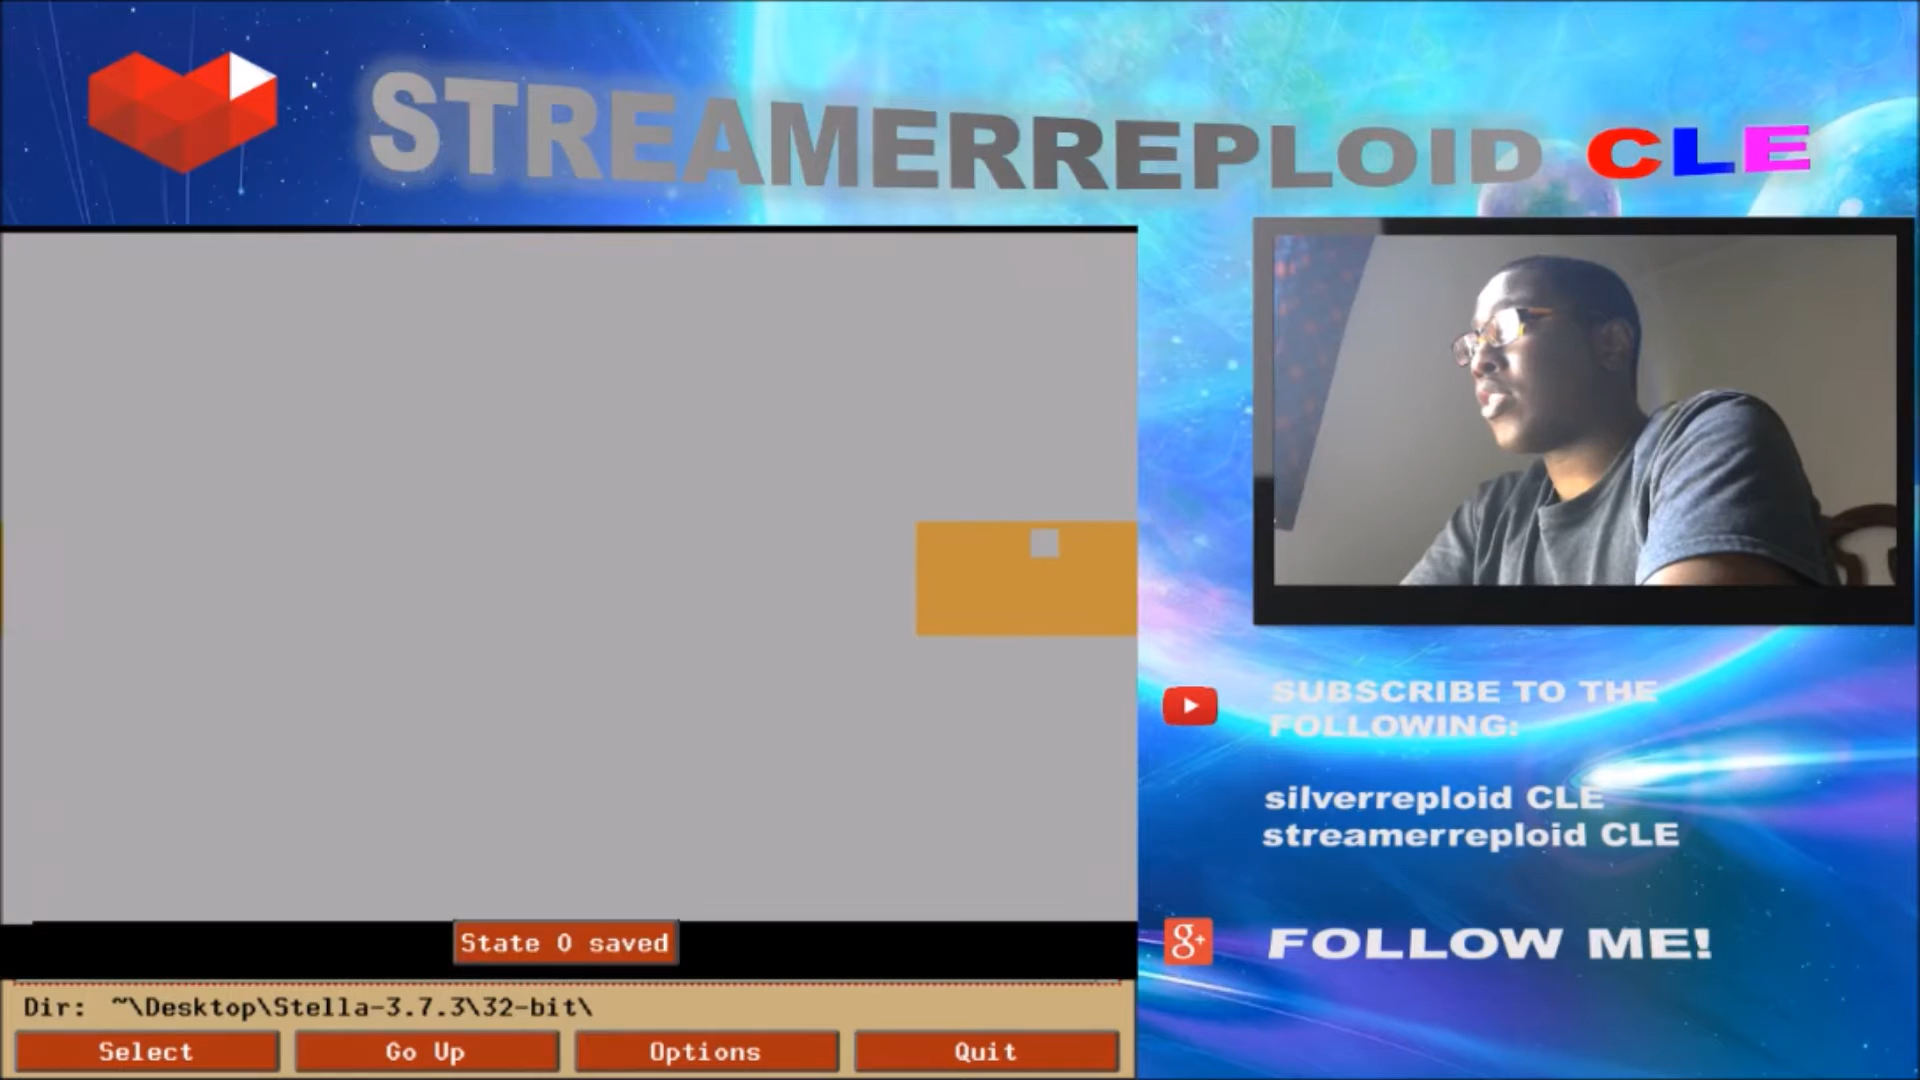 STREAMERREPLOID CLE
SUBSCRIBE TO THE
FOLLOWING:
silverreploid CLE
streamerreploid CLE
g+
FOLLOW ME!
State 0 saved
Dir: ~\Desktop\Stella-3.7.3\32-bit\
Select Go Up Options Quit